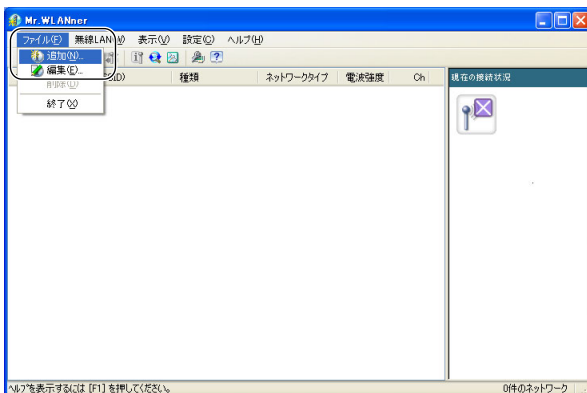 Mr.WLANner
ファイル(F) 無線LAN(W) 表示(V) 設定(C) ヘルプ(H)
追加(N)...
編集(E)...
削除(D)
終了(X)
SID) 種類 ネットワークタイプ 電波強度 Ch
現在の接続状況
ヘルプを表示するには [F1] を押してください。
0件のネットワーク